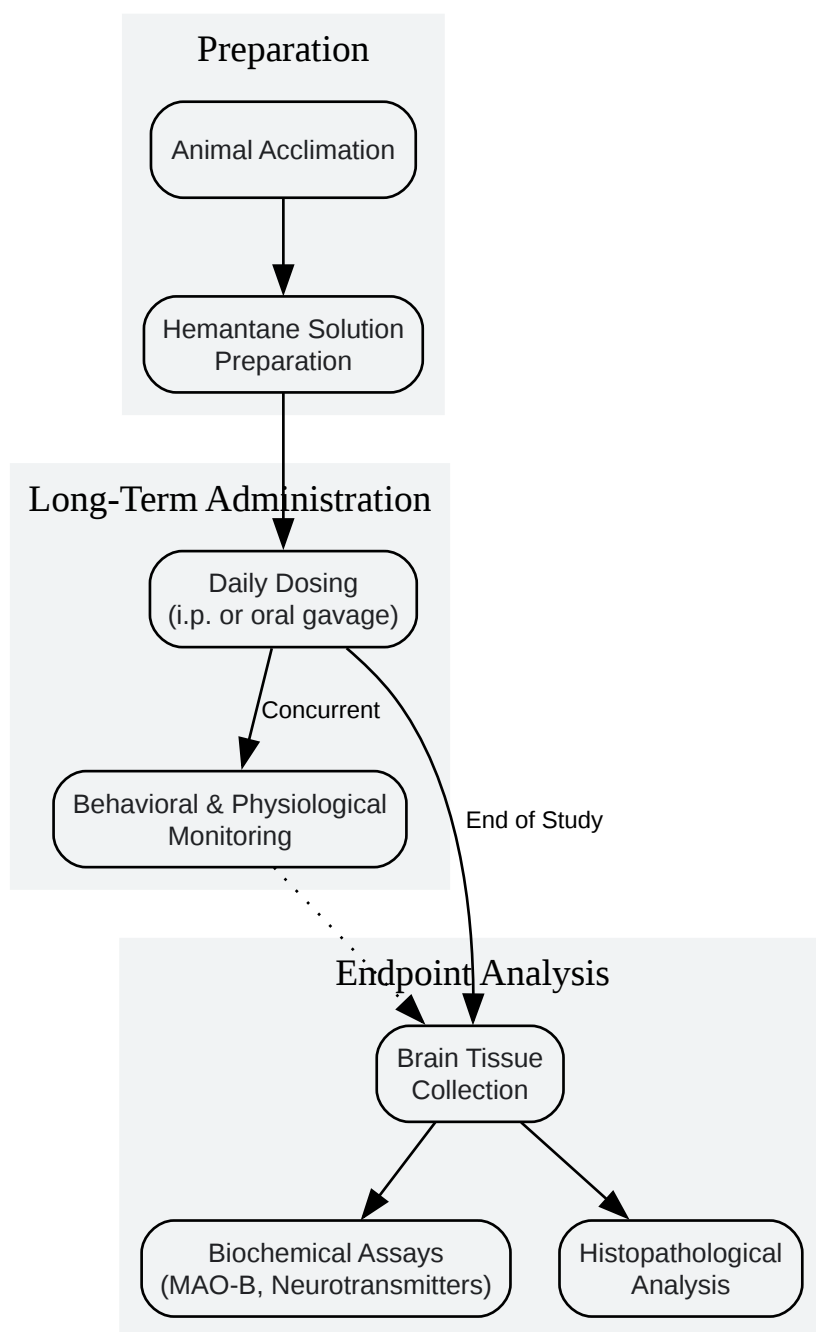 Preparation
Animal Acclimation
Hemantane Solution
Preparation
Long-Term Administration
Daily Dosing
(i.p. or oral gavage)
Concurrent
Behavioral & Physiological
Monitoring
End of Study
Endpoint Analysis
Brain Tissue
Collection
Biochemical Assays
(MAO-B, Neurotransmitters)
Histopathological
Analysis